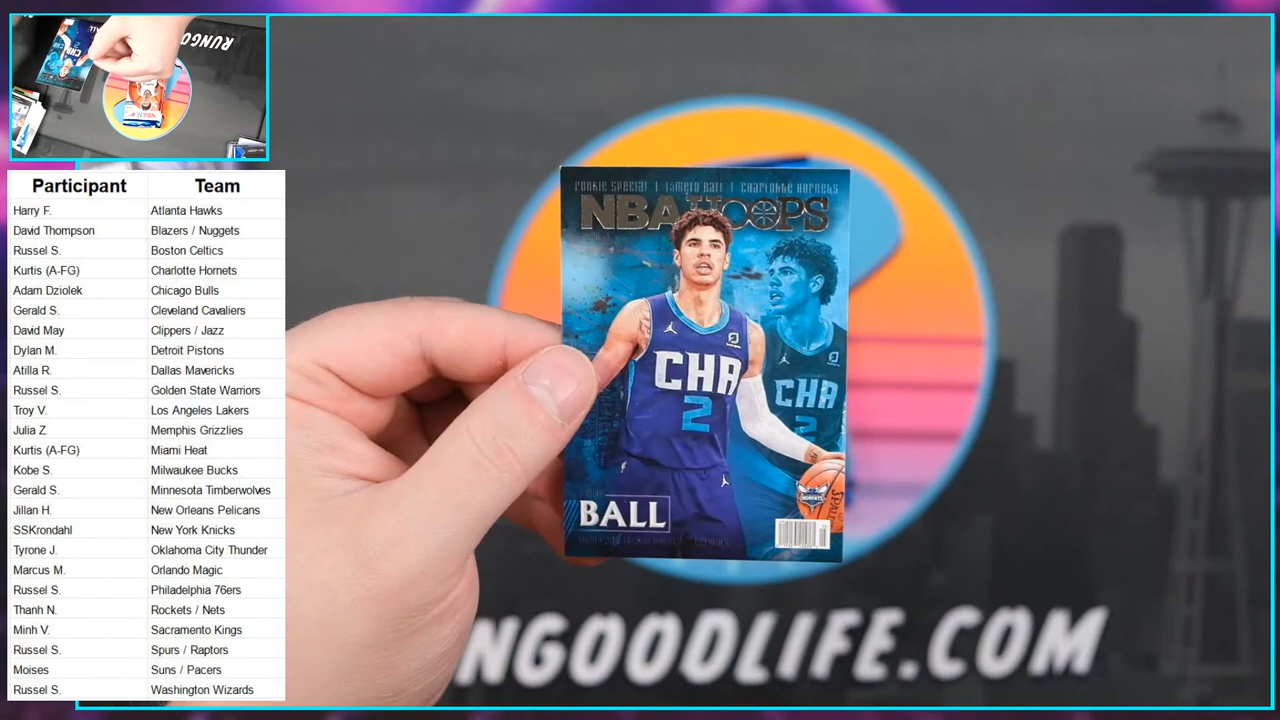 RUNGOOD
Participant Team
Harry F. Atlanta Hawks
David Thompson Blazers / Nuggets
Russel S. Boston Celtics
Kurtis (A-FG) Charlotte Hornets
Adam Dziolek Chicago Bulls
Gerald S. Cleveland Cavaliers
David May Clippers / Jazz
Dylan M. Detroit Pistons
Atilla R. Dallas Mavericks
Russel S. Golden State Warriors
Troy V. Los Angeles Lakers
Julia Z Memphis Grizzlies
Kurtis (A-FG) Miami Heat
Kobe S. Milwaukee Bucks
Gerald S. Minnesota Timberwolves
Jillan H. New Orleans Pelicans
SSKrondahl New York Knicks
Tyrone J. Oklahoma City Thunder
Marcus M. Orlando Magic
Russel S. Philadelphia 76ers
Thanh N. Rockets / Nets
Minh V. Sacramento Kings
Russel S. Spurs / Raptors
Moises Suns / Pacers
Russel S. Washington Wizards
ROOKIE SPECIAL | LaMELO BALL | CHARLOTTE HORNETS
NBA HOOPS
CHA
2
CHA
2
BALL
HORNETS
NGOODLIFE.COM